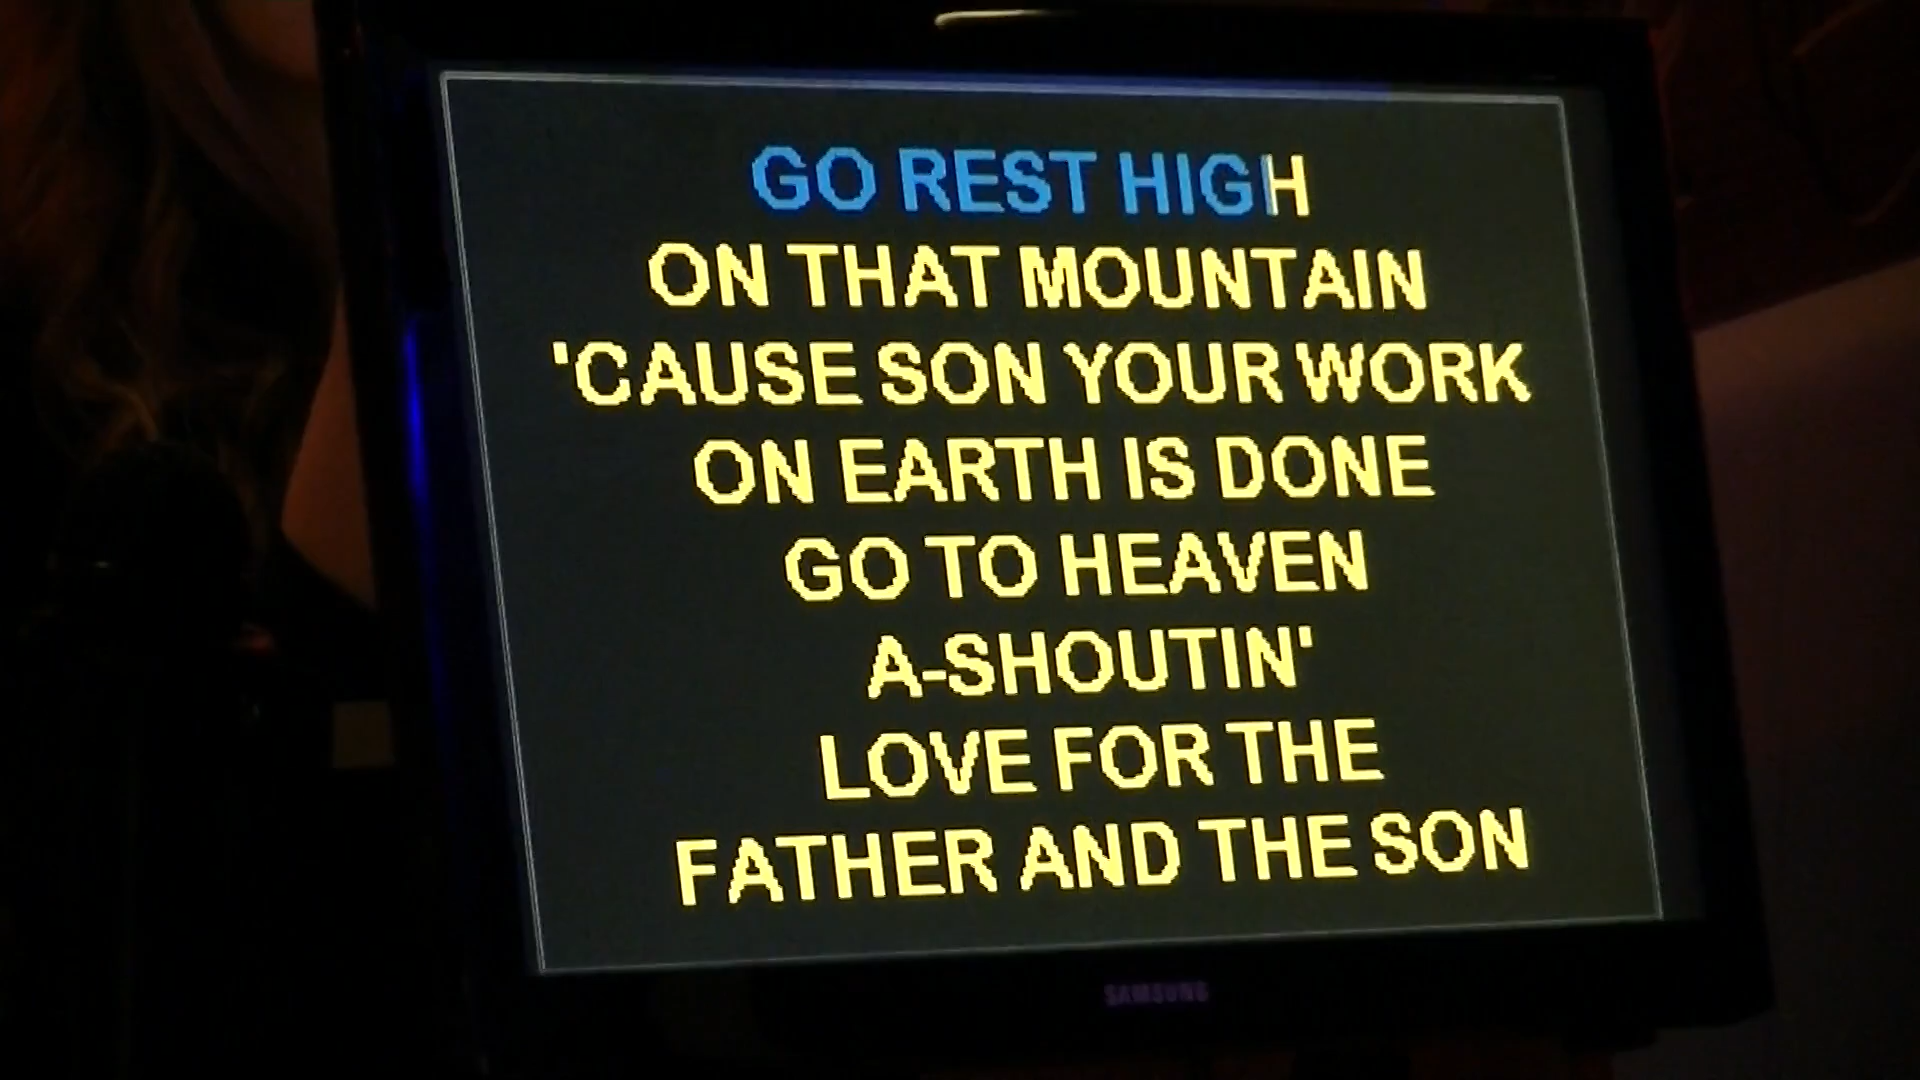 GO REST HIGH
ON THAT MOUNTAIN
'CAUSE SON YOUR WORK
ON EARTH IS DONE
GO TO HEAVEN
A-SHOUTIN'
LOVE FOR THE
FATHER AND THE SON
SAMSUNG